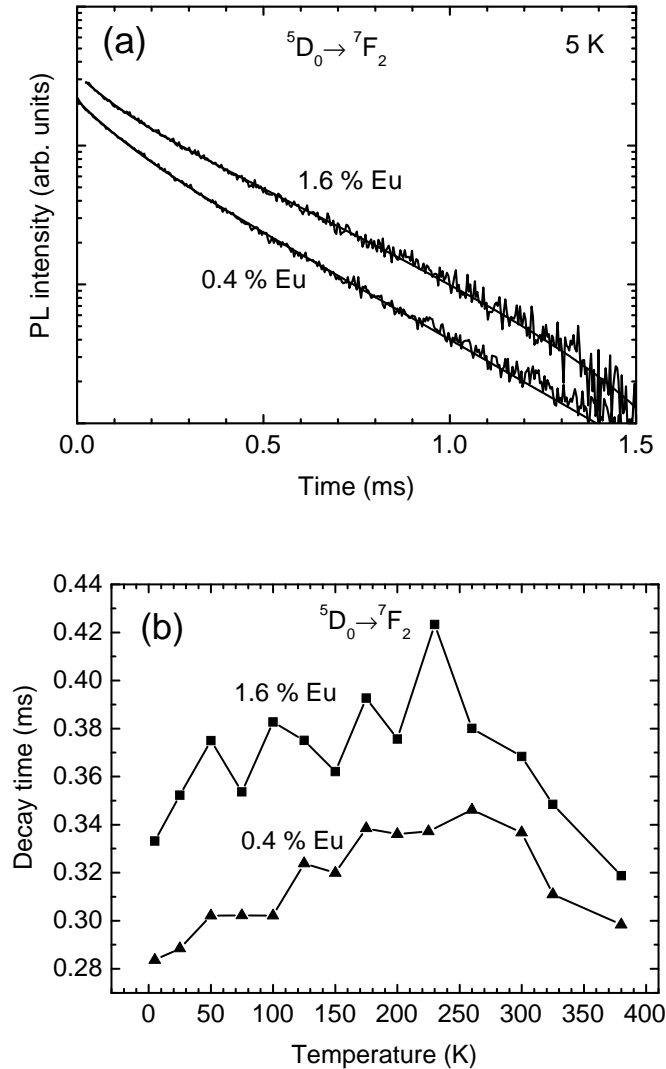 (a)
⁵D₀→ ⁷F₂
5 K
1.6 % Eu
0.4 % Eu
PL intensity (arb. units)
0.0 0.5 1.0 1.5
Time (ms)
(b)
⁵D₀→⁷F₂
1.6 % Eu
0.4 % Eu
Decay time (ms)
0.44
0.42
0.40
0.38
0.36
0.34
0.32
0.30
0.28
0 50 100 150 200 250 300 350 400
Temperature (K)